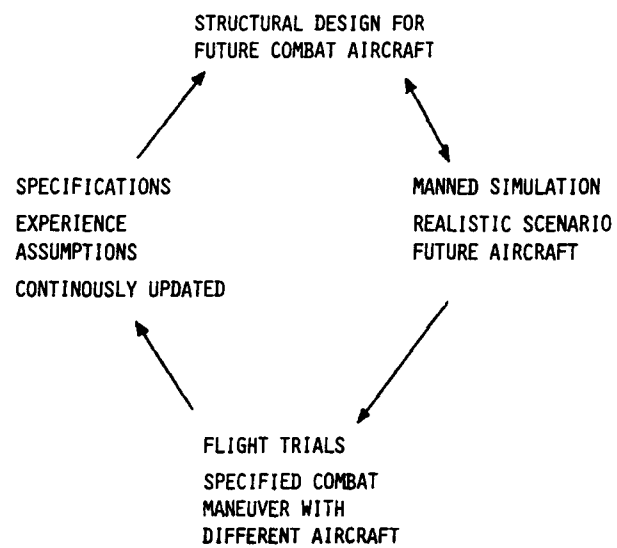 STRUCTURAL DESIGN FOR
FUTURE COMBAT AIRCRAFT
SPECIFICATIONS
EXPERIENCE
ASSUMPTIONS
CONTINOUSLY UPDATED
MANNED SIMULATION
REALISTIC SCENARIO
FUTURE AIRCRAFT
FLIGHT TRIALS
SPECIFIED COMBAT
MANEUVER WITH
DIFFERENT AIRCRAFT